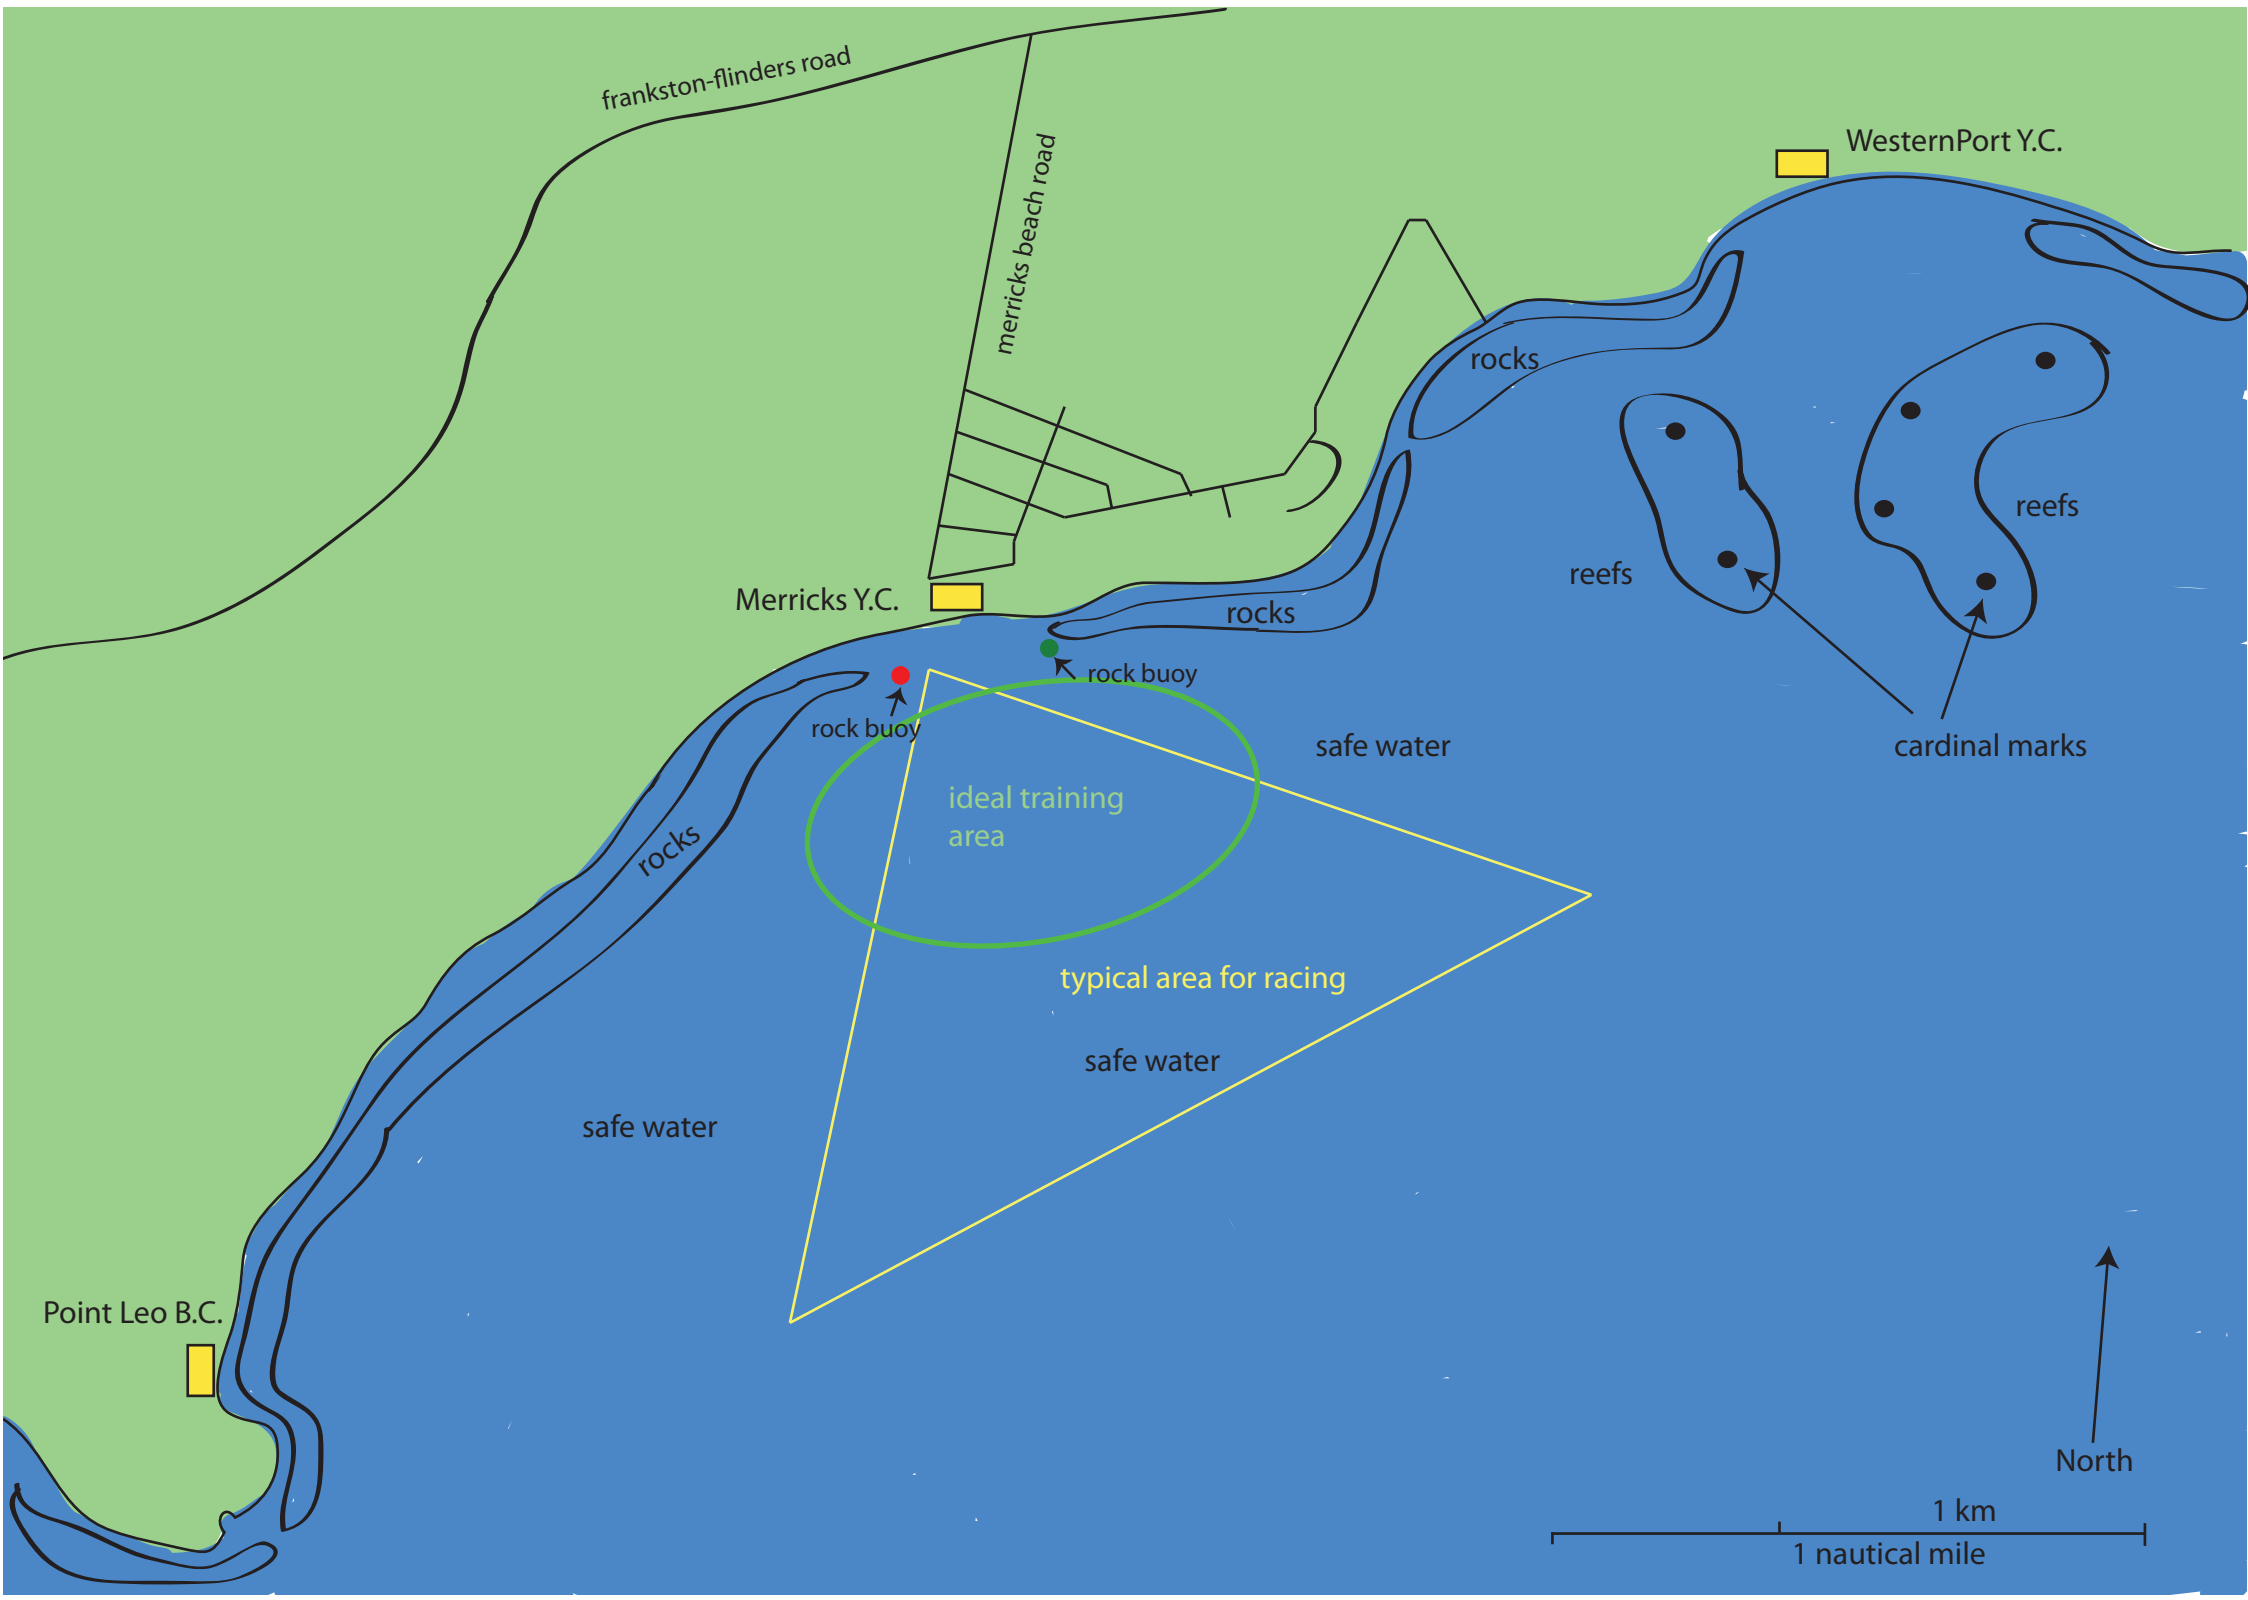 frankston-flinders road
WesternPort Y.C.
merricks beach road
rocks
reefs
reefs
Merricks Y.C.
rocks
rock buoy
rock buoy
safe water
cardinal marks
ideal training
area
rocks
typical area for racing
safe water
safe water
Point Leo B.C.
North
1 km
1 nautical mile